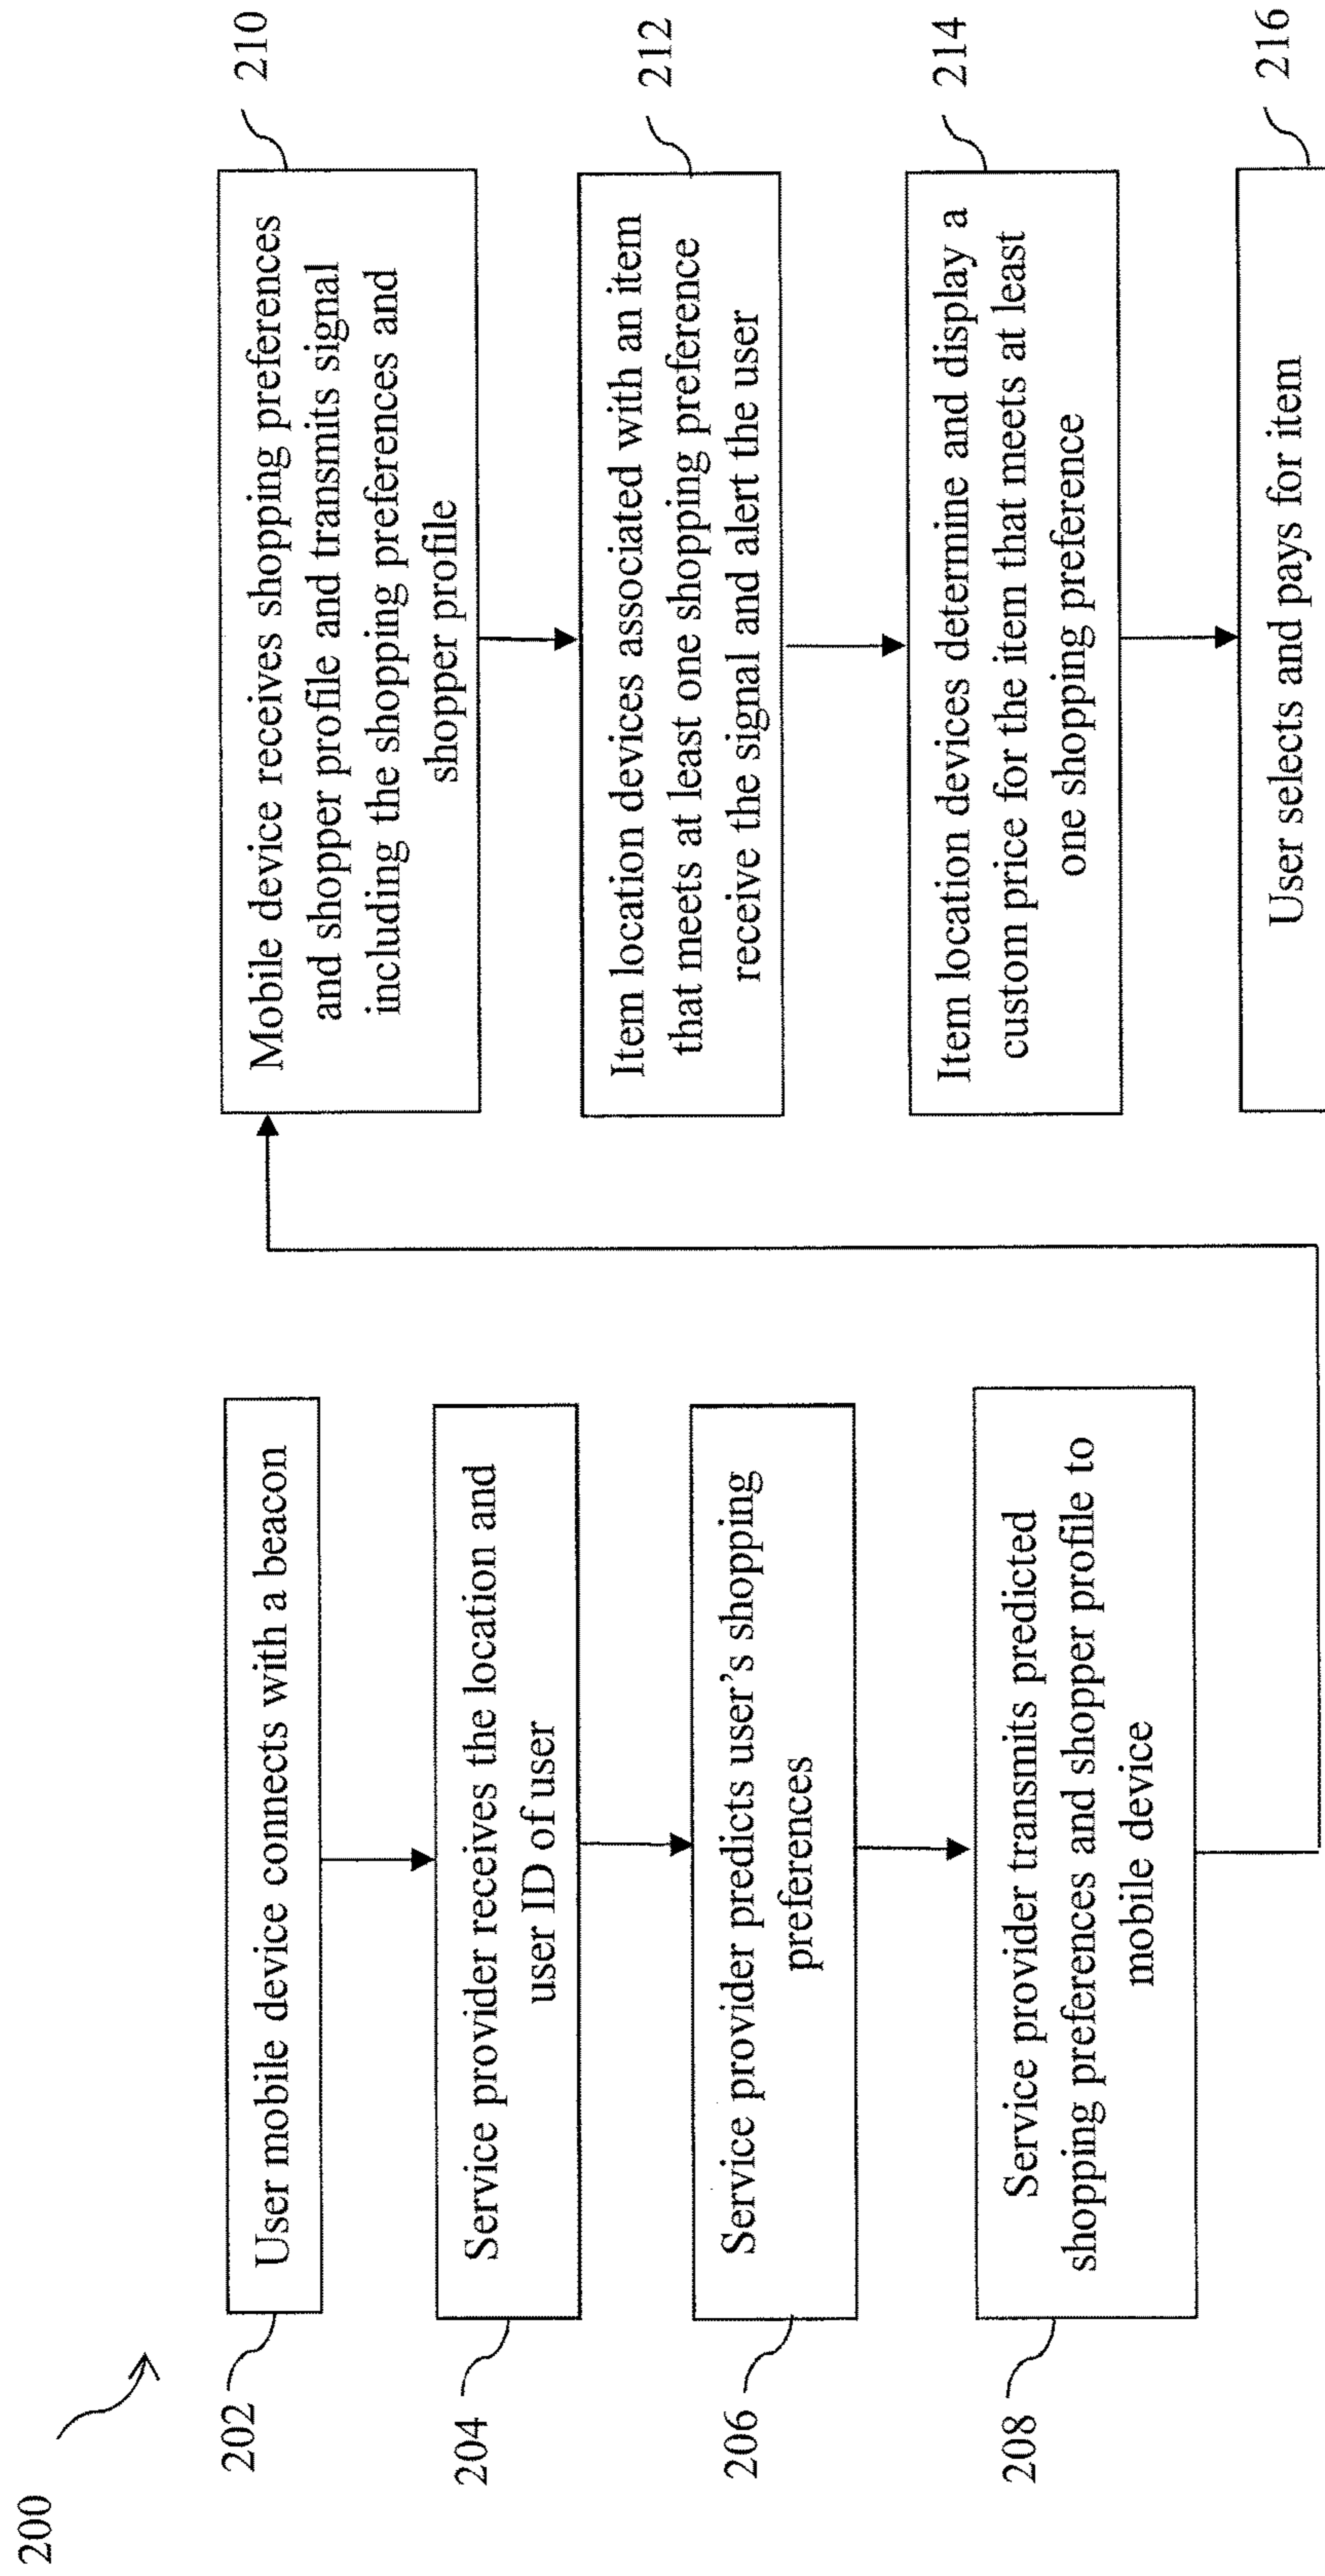 200
202
User mobile device connects with a beacon
204
Service provider receives the location and
user ID of user
206
Service provider predicts user's shopping
preferences
208
Service provider transmits predicted
shopping preferences and shopper profile to
mobile device
210
Mobile device receives shopping preferences
and shopper profile and transmits signal
including the shopping preferences and
shopper profile
212
Item location devices associated with an item
that meets at least one shopping preference
receive the signal and alert the user
214
Item location devices determine and display a
custom price for the item that meets at least
one shopping preference
216
User selects and pays for item